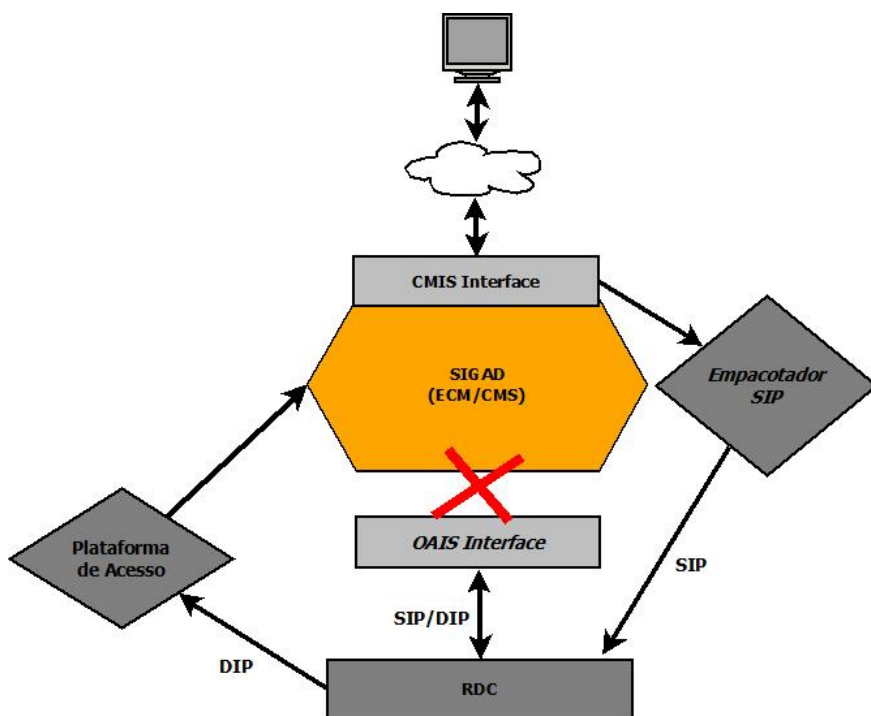 CMIS Interface
SIGAD
(ECM/CMS)
Empacotador
SIP
OAIS Interface
Plataforma
de Acesso
SIP
SIP/DIP
DIP
RDC